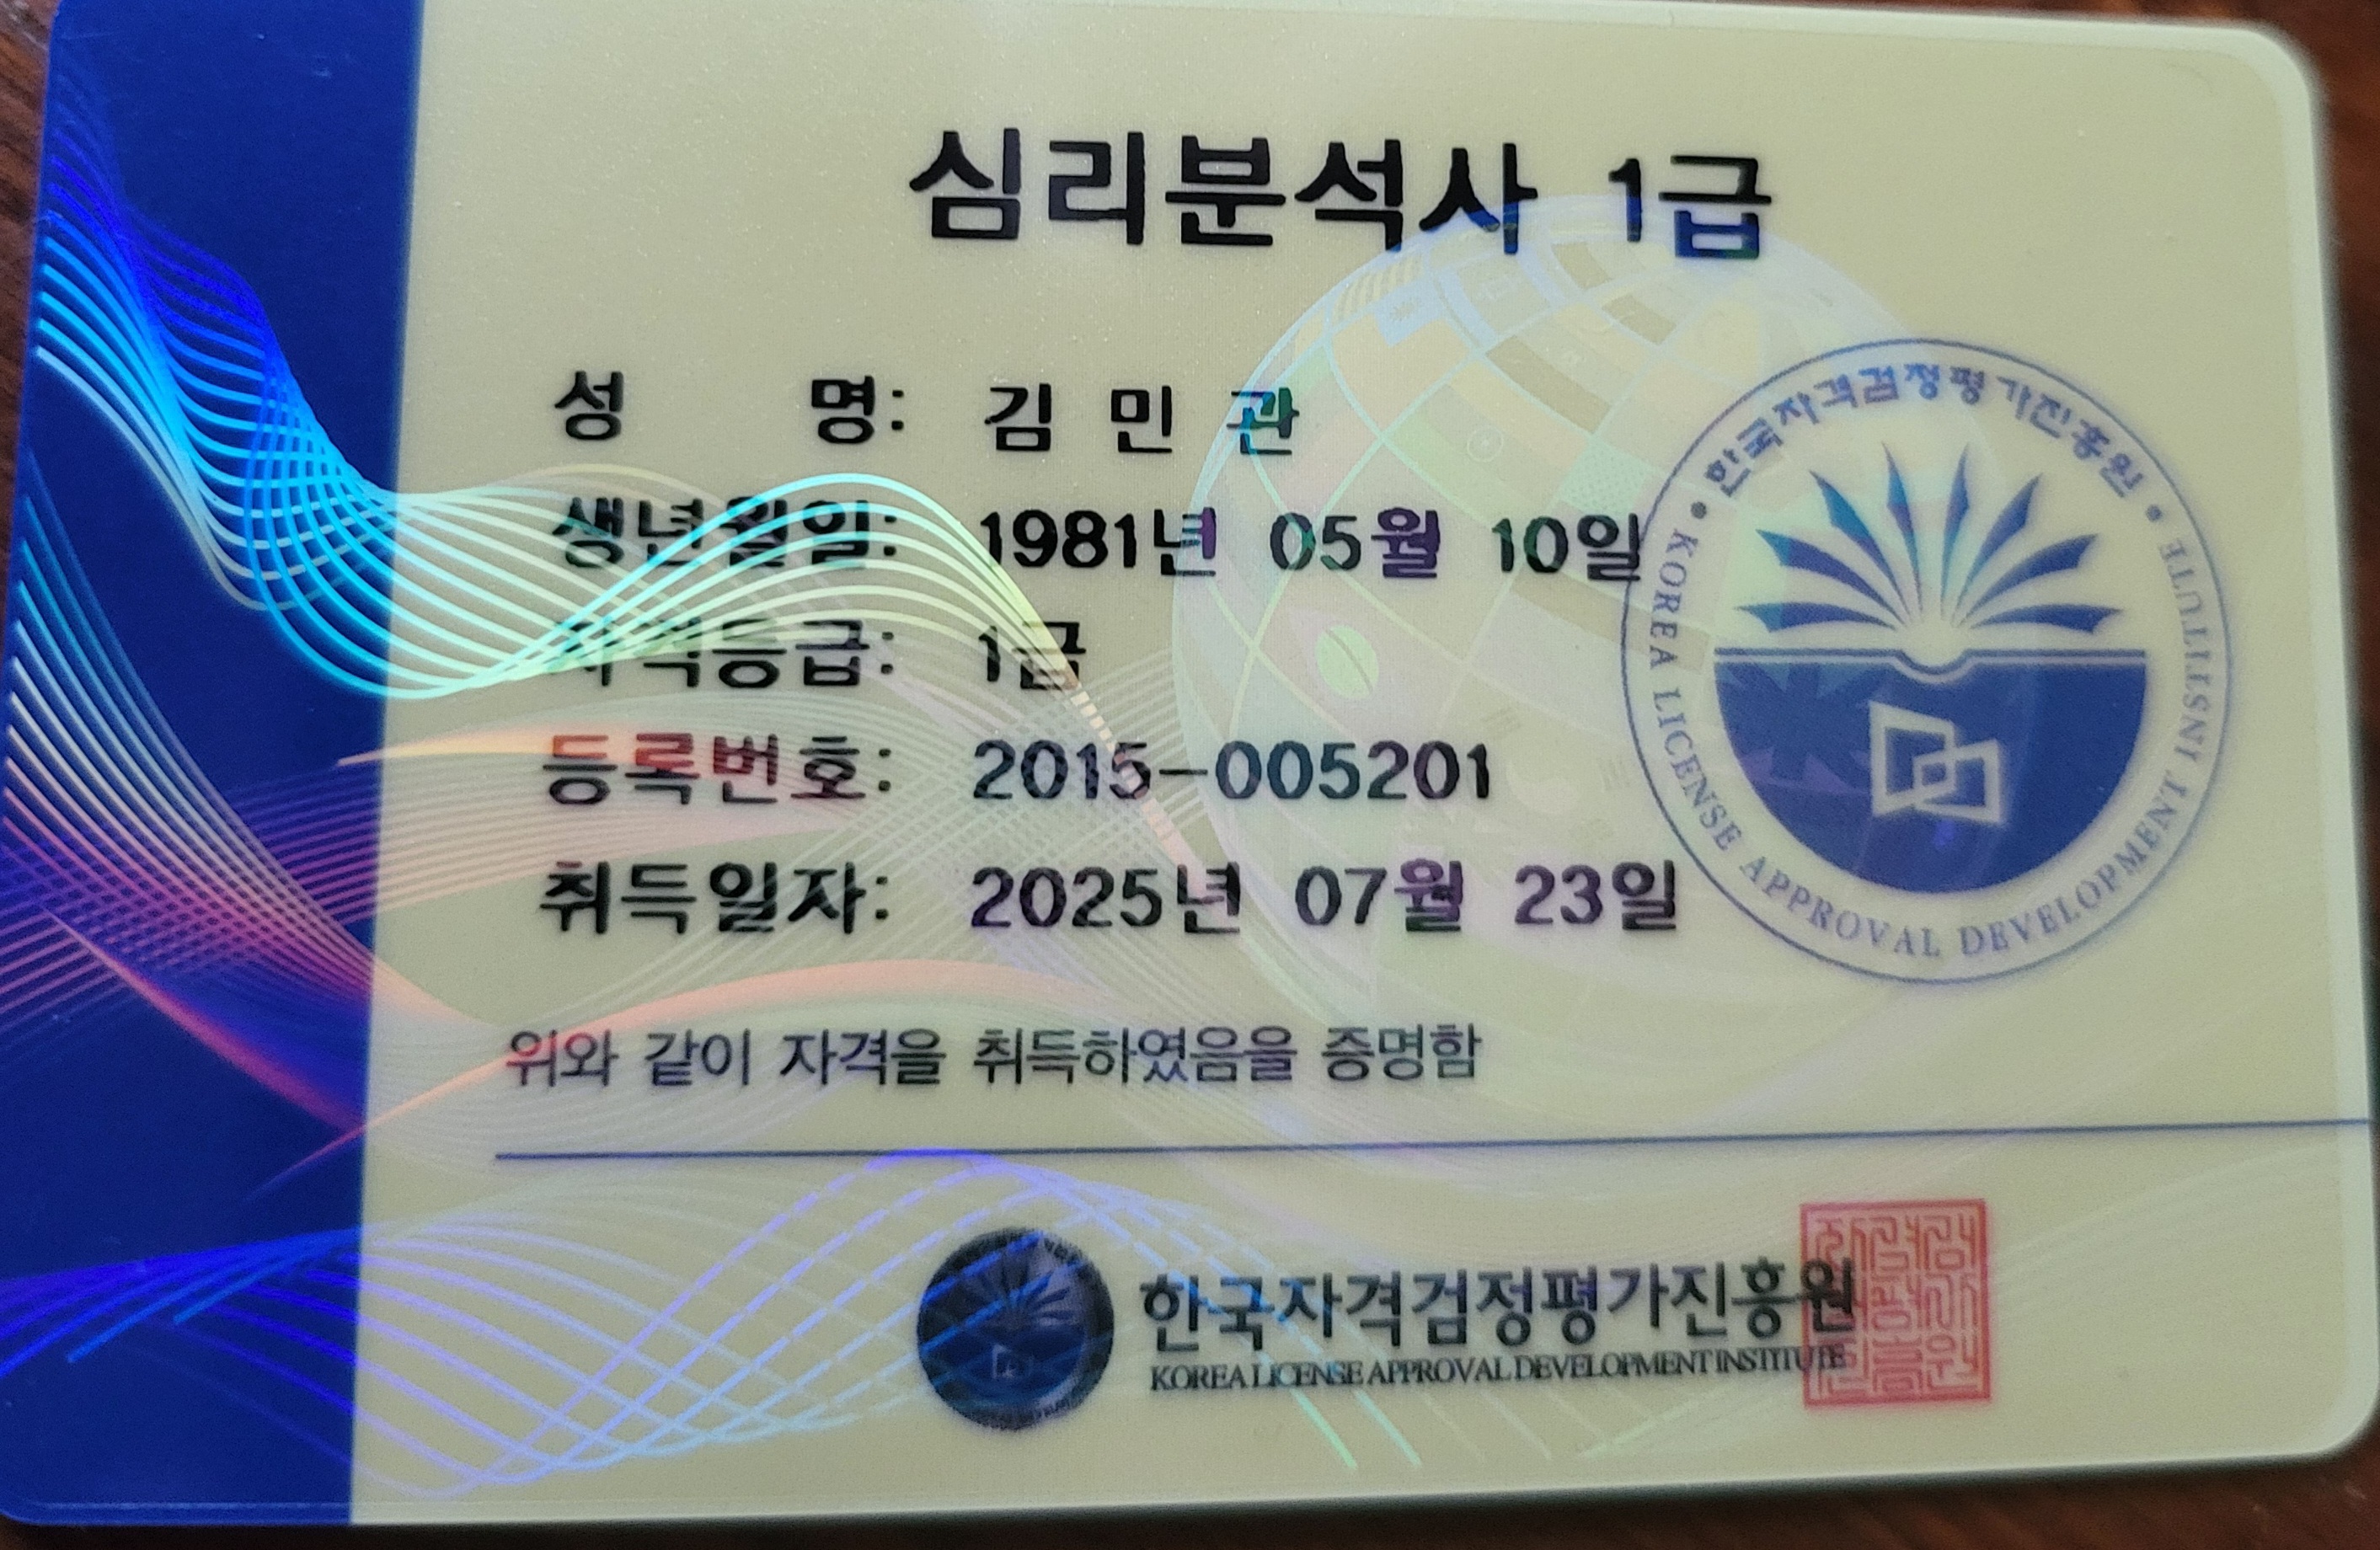 심리분석사 1급
성 명: 김 민 관
생년월일: 1981년 05월 10일
자격등급: 1급
등록번호: 2015-005201
취득일자: 2025년 07월 23일
위와 같이 자격을 취득하였음을 증명함
한국자격검정평가진흥원
KOREA LICENSE APPROVAL DEVELOPMENT INSTITUTE
한국자격검정평가진흥원
KOREA LICENSE APPROVAL DEVELOPMENT INSTITUTE